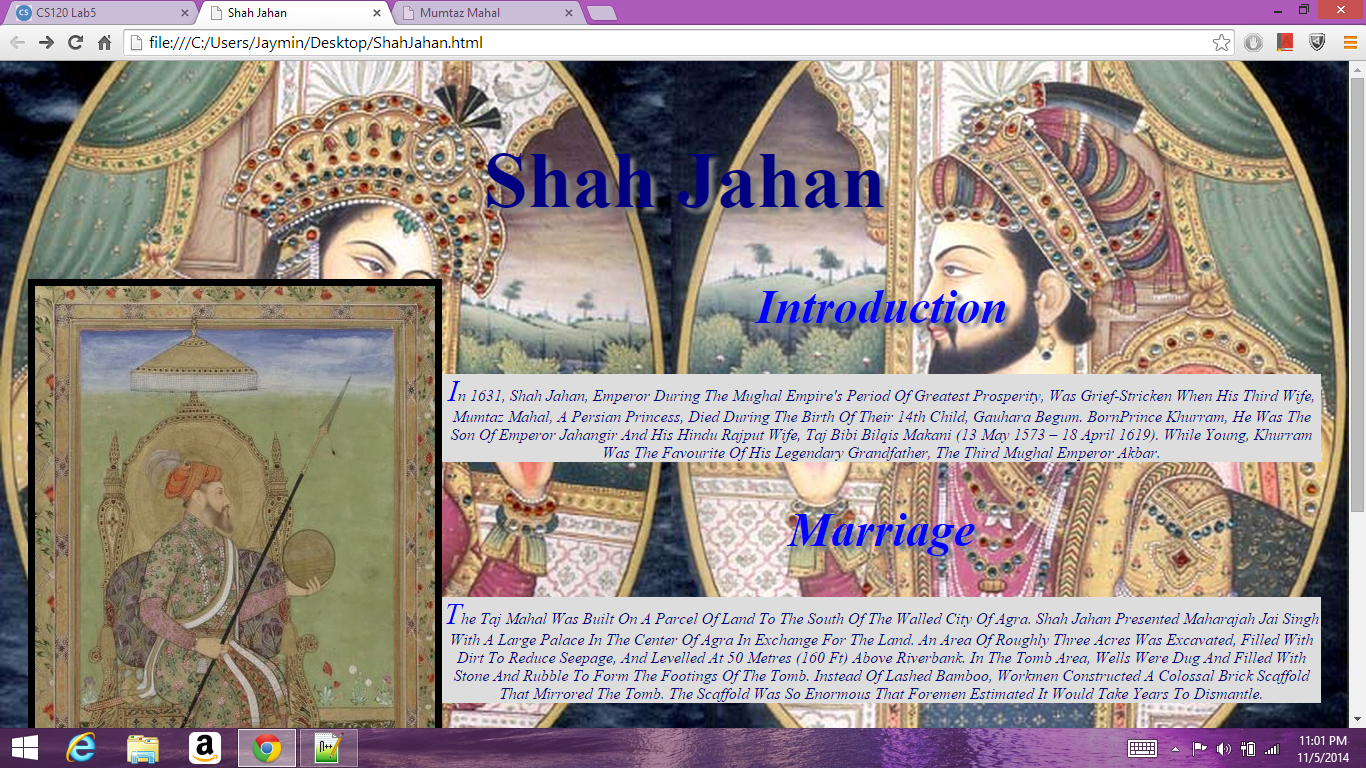 CS120 Lab5
Shah Jahan
Mumtaz Mahal
file:///C:/Users/Jaymin/Desktop/ShahJahan.html
Shah Jahan
Introduction
In 1631, Shah Jahan, Emperor During The Mughal Empire's Period Of Greatest Prosperity, Was Grief-Stricken When His Third Wife,
Mumtaz Mahal, A Persian Princess, Died During The Birth Of Their 14th Child, Gauhara Begum. BornPrince Khurram, He Was The
Son Of Emperor Jahangir And His Hindu Rajput Wife, Taj Bibi Bilqis Makani (13 May 1573 – 18 April 1619). While Young, Khurram
Was The Favourite Of His Legendary Grandfather, The Third Mughal Emperor Akbar.
Marriage
The Taj Mahal Was Built On A Parcel Of Land To The South Of The Walled City Of Agra. Shah Jahan Presented Maharajah Jai Singh
With A Large Palace In The Center Of Agra In Exchange For The Land. An Area Of Roughly Three Acres Was Excavated, Filled With
Dirt To Reduce Seepage, And Levelled At 50 Metres (160 Ft) Above Riverbank. In The Tomb Area, Wells Were Dug And Filled With
Stone And Rubble To Form The Footings Of The Tomb. Instead Of Lashed Bamboo, Workmen Constructed A Colossal Brick Scaffold
That Mirrored The Tomb. The Scaffold Was So Enormous That Foremen Estimated It Would Take Years To Dismantle.
11:01 PM
11/5/2014